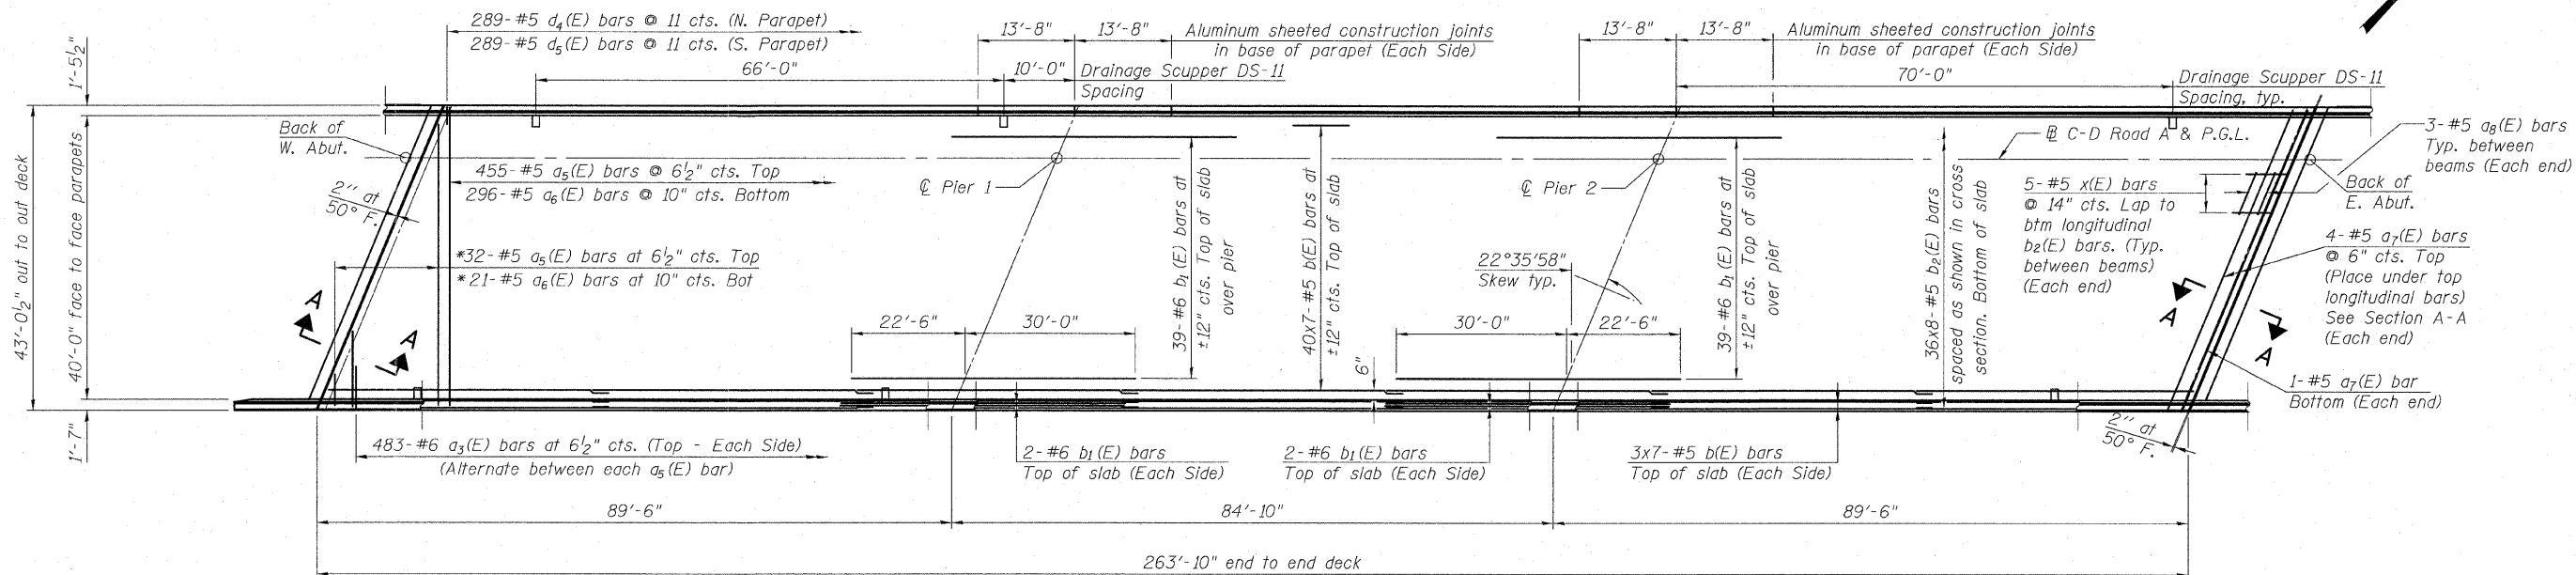 289-#5 d4(E) bars @ 11 cts. (N. Parapet)
289-#5 d5(E) bars @ 11 cts. (S. Parapet)
13'-8"
13'-8"
Aluminum sheeted construction joints
in base of parapet (Each Side)
13'-8"
13'-8"
Aluminum sheeted construction joints
in base of parapet (Each Side)
1'-5½"
66'-0"
10'-0"
Drainage Scupper DS-11
Spacing
70'-0"
Drainage Scupper DS-11
Spacing, typ.
Back of
W. Abut.
℄ C-D Road A & P.G.L.
3-#5 a8(E) bars
Typ. between
beams (Each end)
455-#5 a5(E) bars @ 6½" cts. Top
296-#5 a6(E) bars @ 10" cts. Bottom
℄ Pier 1
℄ Pier 2
5-#5 x(E) bars
@ 14" cts. Lap to
btm longitudinal
b2(E) bars. (Typ.
between beams)
(Each end)
Back of
E. Abut.
2" at
50° F.
43'-0½" out to out deck
40'-0" face to face parapets
*32-#5 a5(E) bars at 6½" cts. Top
*21-#5 a6(E) bars at 10" cts. Bot
39-#6 b1(E) bars at
±12" cts. Top of slab
over pier
40x7-#5 b(E) bars at
±12" cts. Top of slab
22°35'58"
Skew typ.
39-#6 b1(E) bars at
±12" cts. Top of slab
over pier
36x8-#5 b2(E) bars
spaced as shown in cross
section. Bottom of slab.
4-#5 a7(E) bars
@ 6" cts. Top
(Place under top
longitudinal bars)
See Section A-A
(Each end)
A
A
A
A
22'-6"
30'-0"
30'-0"
22'-6"
6"
1-#5 a7(E) bar
Bottom (Each end)
1'-7"
2" at
50° F.
483-#6 a3(E) bars at 6½" cts. (Top - Each Side)
(Alternate between each a5(E) bar)
2-#6 b1(E) bars
Top of slab (Each Side)
2-#6 b1(E) bars
Top of slab (Each Side)
3x7-#5 b(E) bars
Top of slab (Each Side)
89'-6"
84'-10"
89'-6"
263'-10" end to end deck